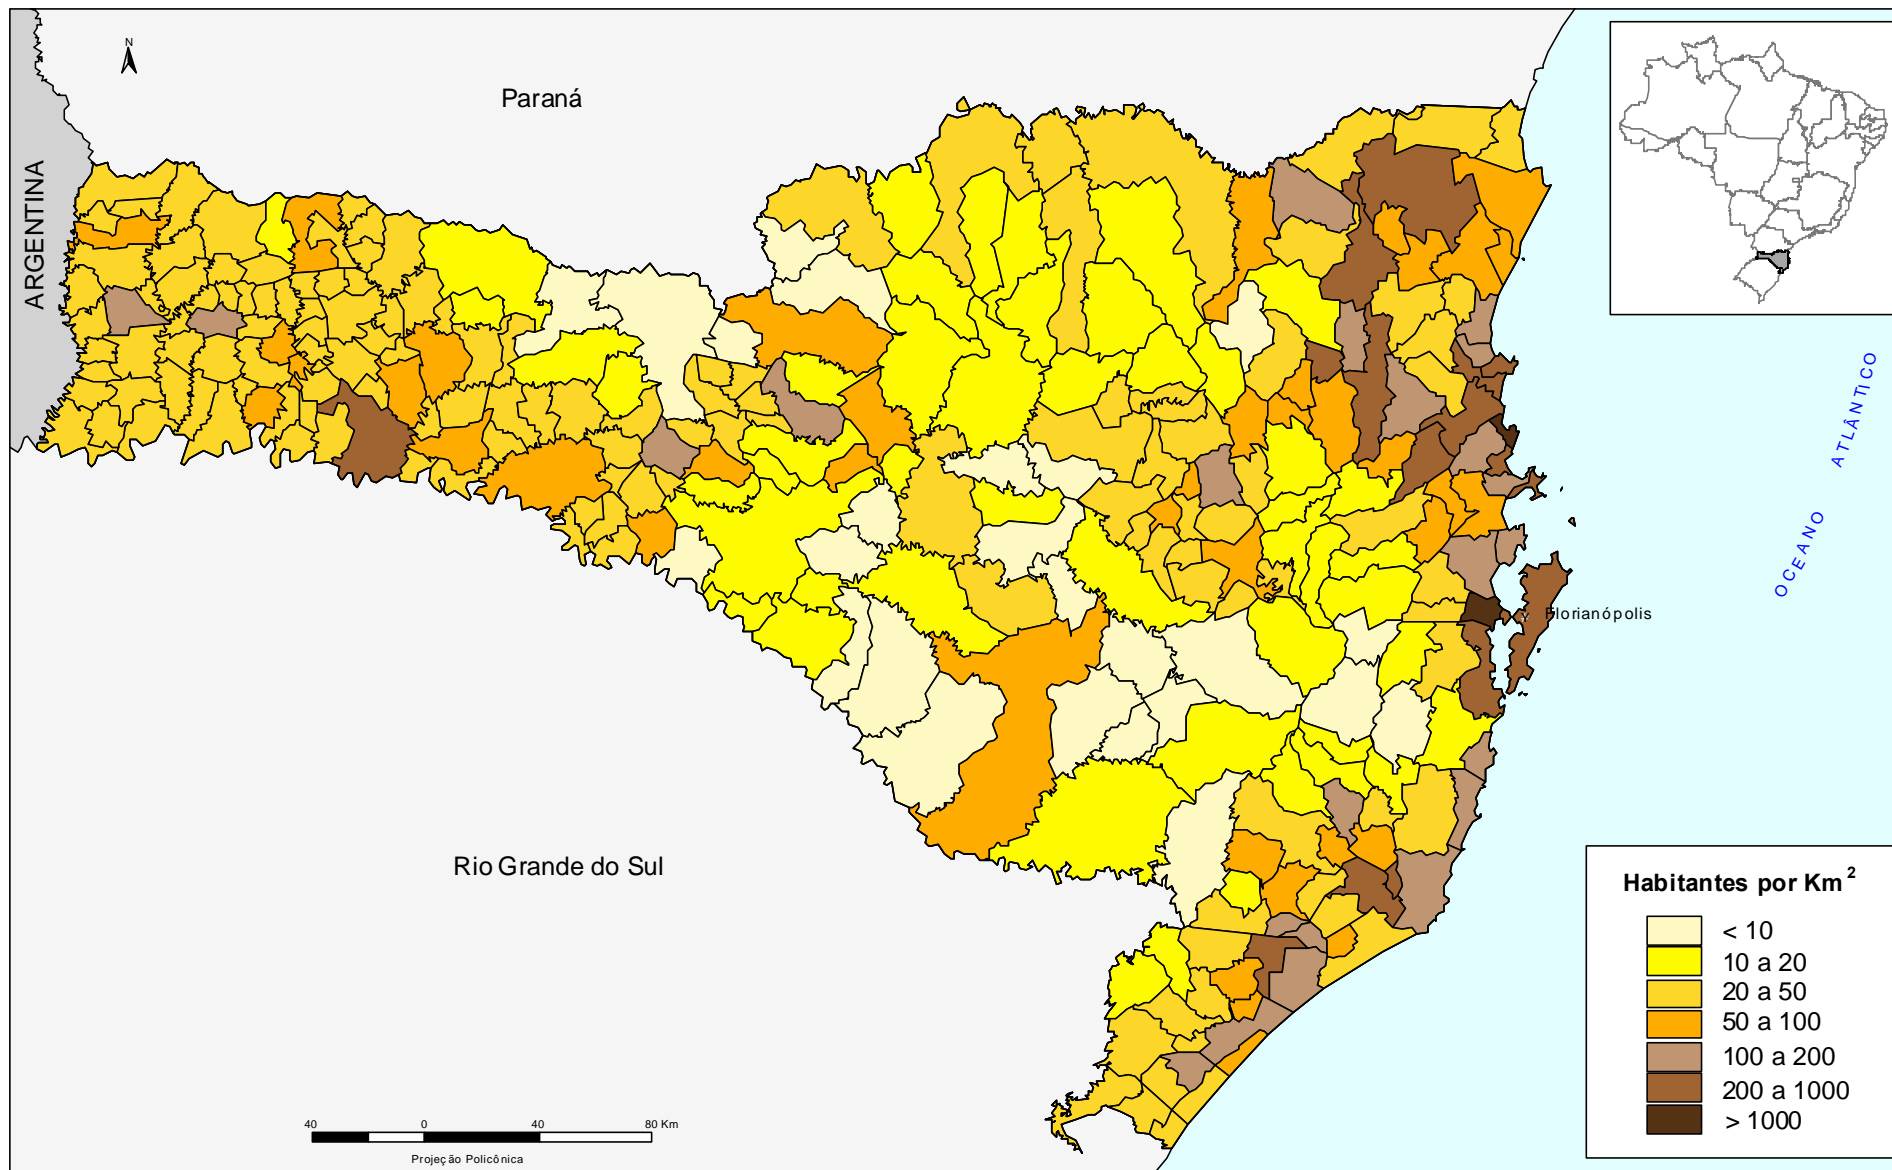 N
Paraná
ARGENTINA
OCEANO ATLÂNTICO
Florianópolis
Rio Grande do Sul
Habitantes por Km²
< 10
10 a 20
20 a 50
50 a 100
100 a 200
200 a 1000
> 1000
40 0 40 80 Km
Projeção Policônica